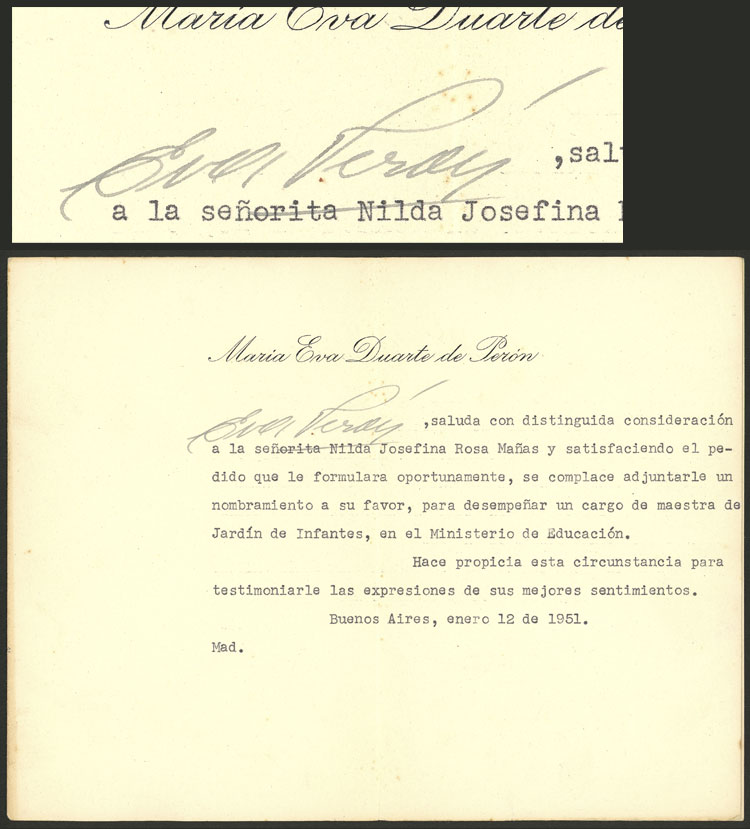 Maria Eva Duarte de
Eva Perón
,sal
a la señorita Nilda Josefina
Maria Eva Duarte de Perón
Eva Perón
,saluda con distinguida consideración
a la señorita Nilda Josefina Rosa Mañas y satisfaciendo el pe-
dido que le formulara oportunamente, se complace adjuntarle un
nombramiento a su favor, para desempeñar un cargo de maestra de
Jardín de Infantes, en el Ministerio de Educación.
Hace propicia esta circunstancia para
testimoniarle las expresiones de sus mejores sentimientos.
Buenos Aires, enero 12 de 1951.
Mad.